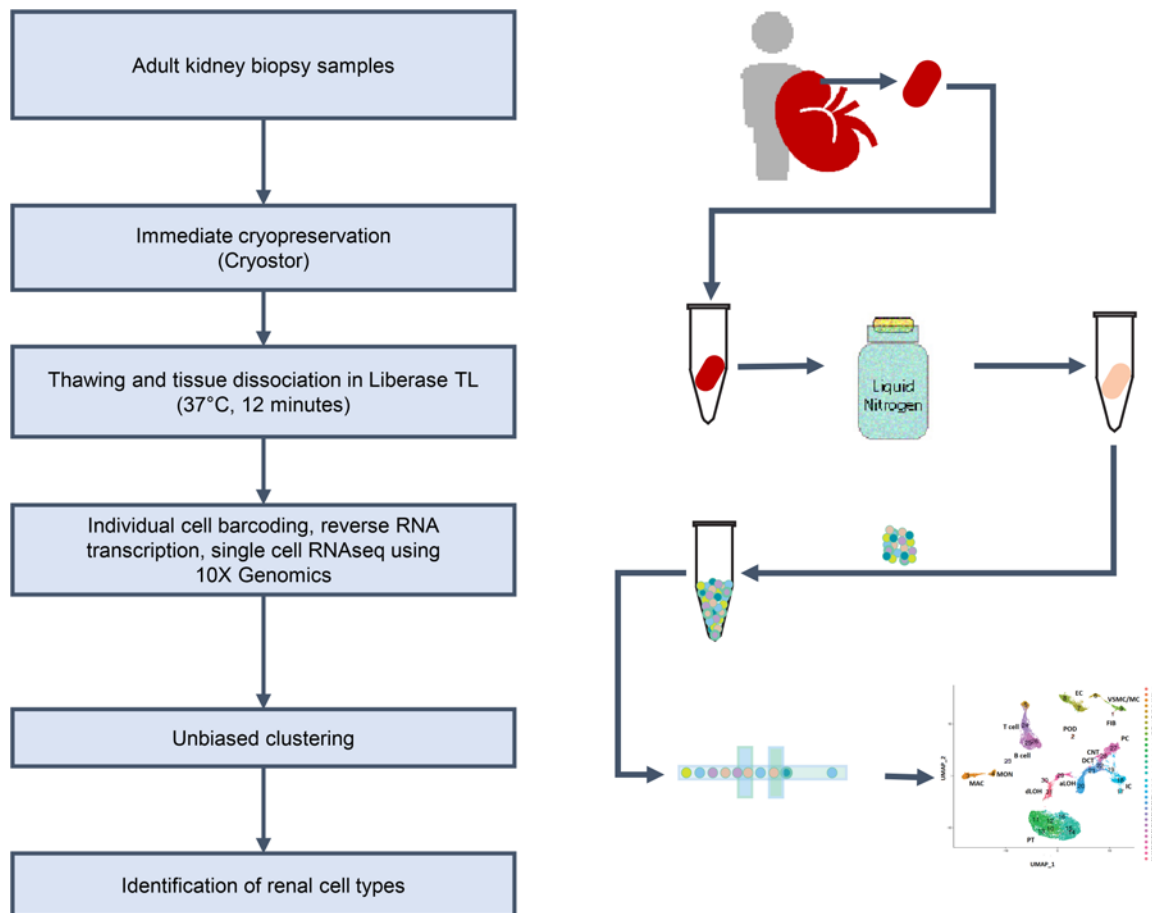 Adult kidney biopsy samples
Immediate cryopreservation
(Cryostor)
Thawing and tissue dissociation in Liberase TL
(37°C, 12 minutes)
Individual cell barcoding, reverse RNA
transcription, single cell RNAseq using
10X Genomics
Unbiased clustering
Identification of renal cell types
Liquid
Nitrogen
EC
VSMC/MC
T cell
POD
FIB
2
PC
B cell
CNT
DCT
MON
MAC
aLOH
dLOH
IC
PT
UMAP_2
UMAP_1